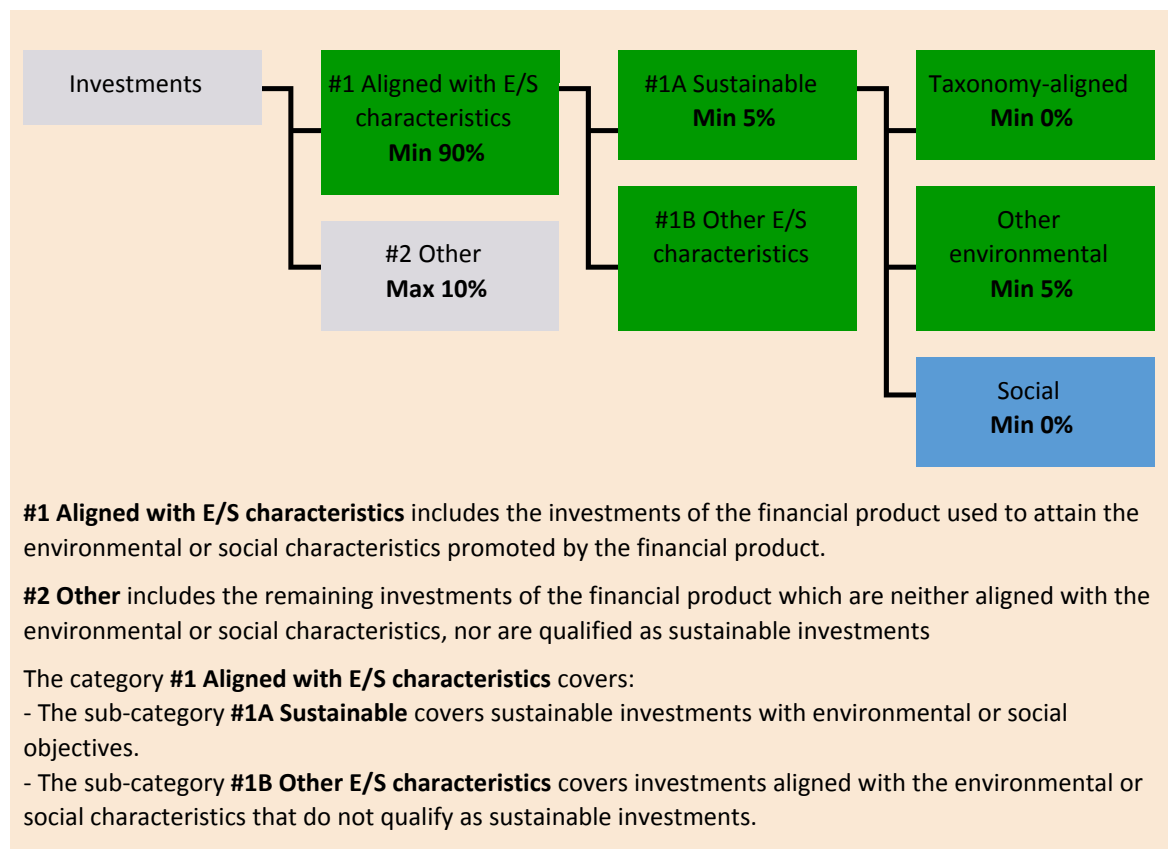 Investments
#1 Aligned with E/S
characteristics
Min 90%
#2 Other
Max 10%
#1A Sustainable
Min 5%
#1B Other E/S
characteristics
Taxonomy-aligned
Min 0%
Other
environmental
Min 5%
Social
Min 0%
#1 Aligned with E/S characteristics includes the investments of the financial product used to attain the
environmental or social characteristics promoted by the financial product.
#2 Other includes the remaining investments of the financial product which are neither aligned with the
environmental or social characteristics, nor are qualified as sustainable investments
The category #1 Aligned with E/S characteristics covers:
- The sub-category #1A Sustainable covers sustainable investments with environmental or social
objectives.
- The sub-category #1B Other E/S characteristics covers investments aligned with the environmental or
social characteristics that do not qualify as sustainable investments.